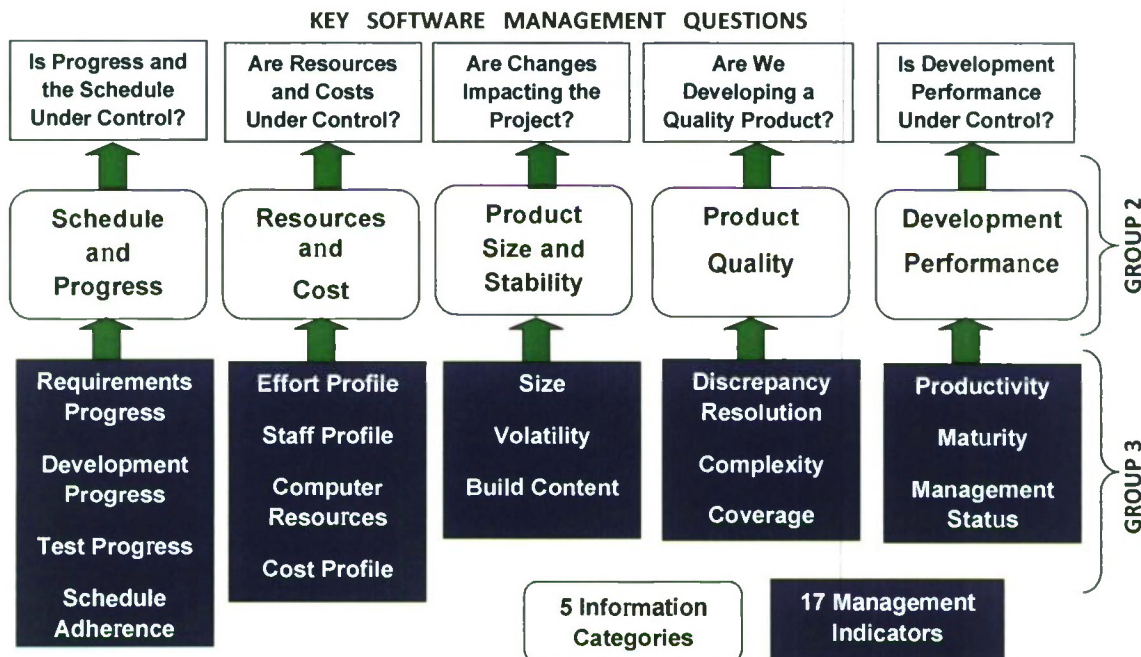 KEY SOFTWARE MANAGEMENT QUESTIONS
Is Progress and
the Schedule
Under Control?
Are Resources
and Costs
Under Control?
Are Changes
Impacting the
Project?
Are We
Developing a
Quality Product?
Is Development
Performance
Under Control?
Schedule
and
Progress
Resources
and
Cost
Product
Size and
Stability
Product
Quality
Development
Performance
GROUP 2
Requirements
Progress
Development
Progress
Test Progress
Schedule
Adherence
Effort Profile
Staff Profile
Computer
Resources
Cost Profile
Size
Volatility
Build Content
Discrepancy
Resolution
Complexity
Coverage
Productivity
Maturity
Management
Status
GROUP 3
5 Information
Categories
17 Management
Indicators